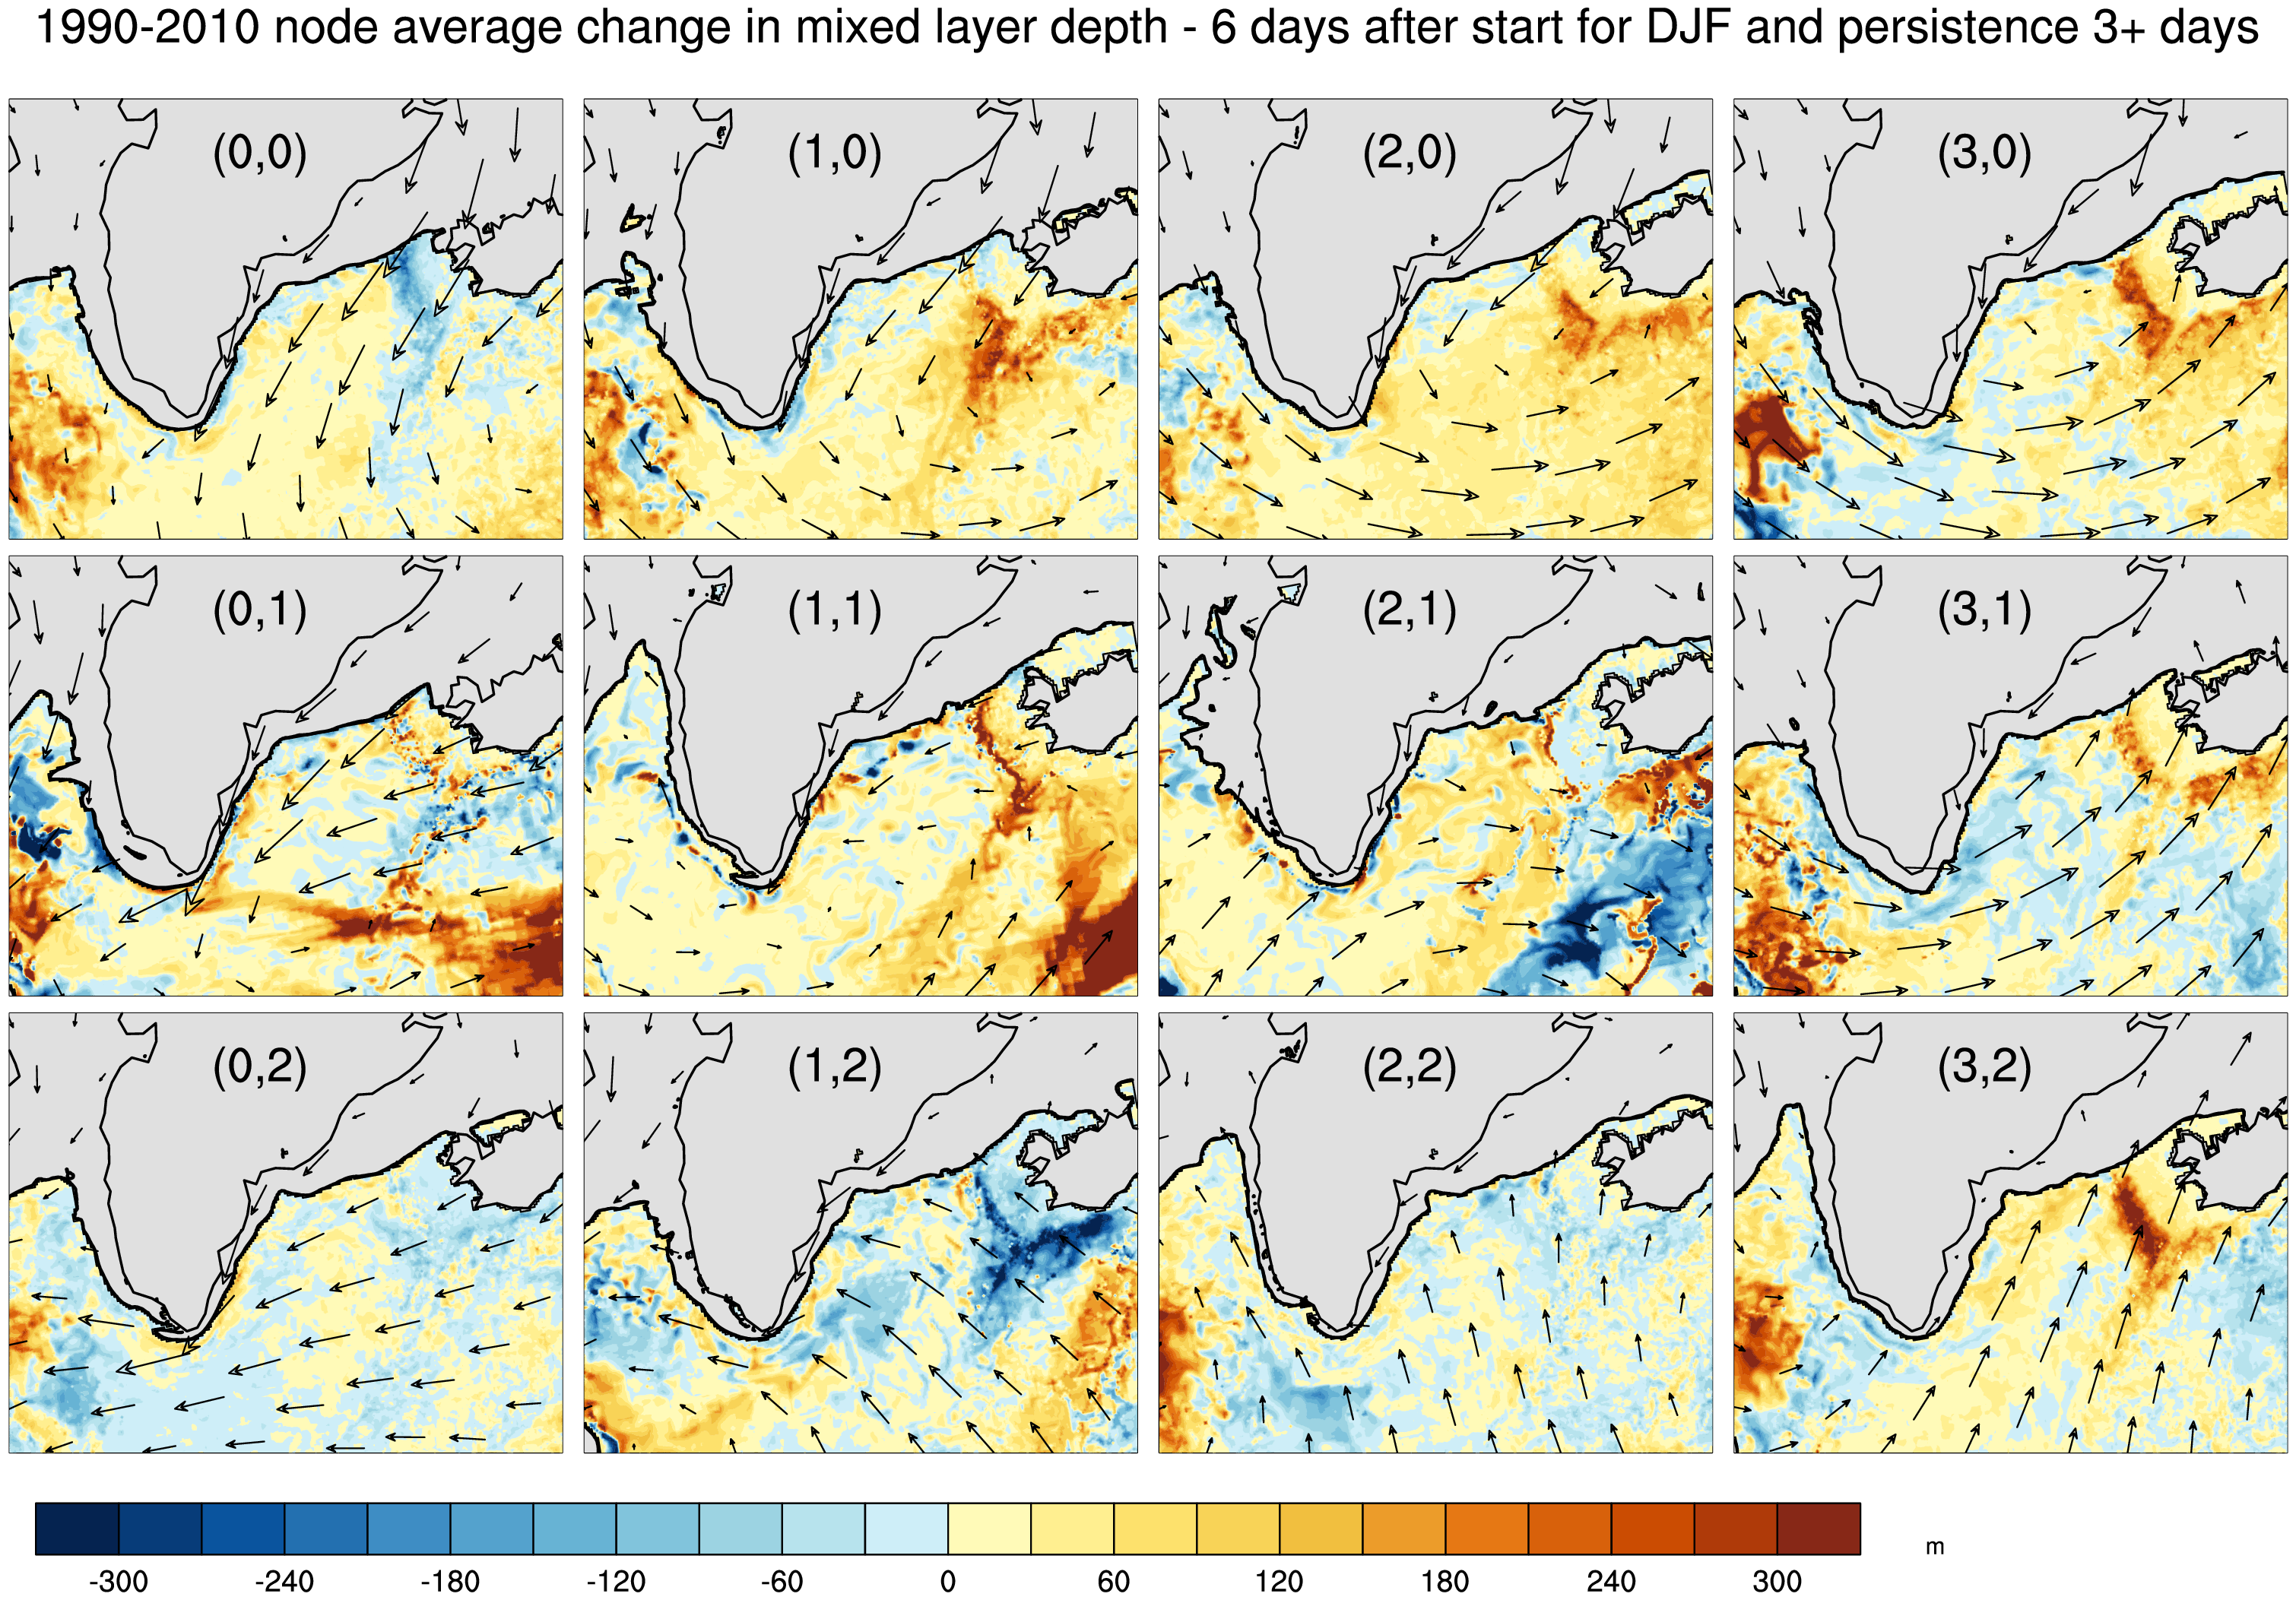 1990-2010 node average change in mixed layer depth - 6 days after start for DJF and persistence 3+ days
(0,0) (1,0) (2,0) (3,0)
(0,1) (1,1) (2,1) (3,1)
(0,2) (1,2) (2,2) (3,2)
m
-300 -240 -180 -120 -60 0 60 120 180 240 300